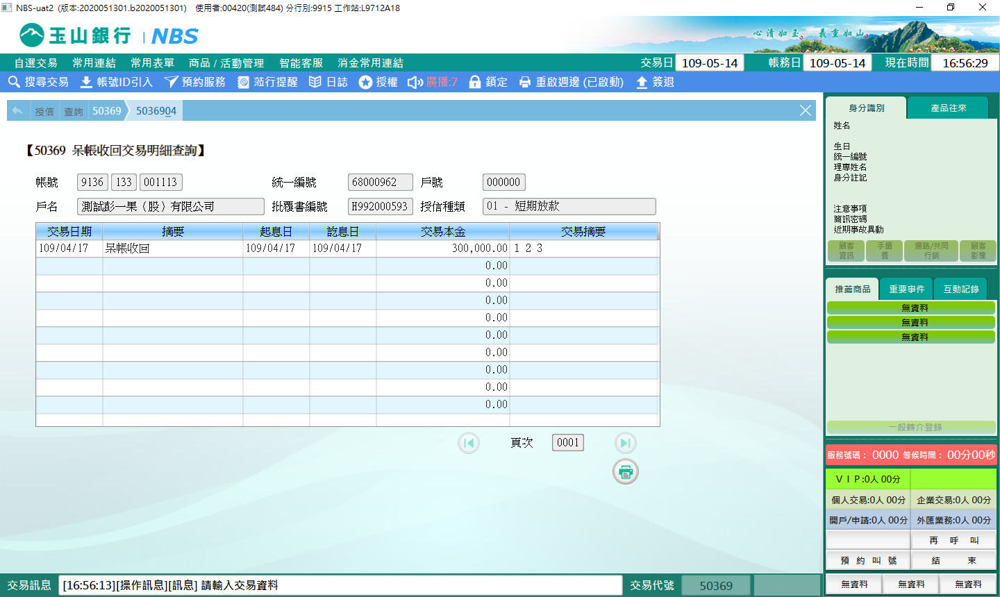 NBS-uat2 (版本:2020051301.b2020051301) 使用者:00420(測試484) 分行別:9915 工作站:L9712A18
玉山銀行 | NBS
心清如玉。義重如山。
自選交易 常用連結 常用表單 商品 / 活動管理 智能客服 消金常用連結 交易日 109-05-14 帳務日 109-05-14 現在時間 16:56:29
搜尋交易 帳號ID引入 預約服務 蒞行提醒 日誌 授權 廣播:7 鎖定 重啟週邊 (已啟動) 簽退
授信 查詢 50369 5036904
【50369 呆帳收回交易明細查詢】
帳號 9136 133 001113 統一編號 68000962 戶號 000000
戶名 測試彭一果（股）有限公司 批覆書編號 H992000593 授信種類 01 - 短期放款
交易日期 摘要 起息日 訖息日 交易本金 交易摘要
109/04/17 呆帳收回 109/04/17 109/04/17 300,000.00 1 2 3
0.00
0.00
0.00
0.00
0.00
0.00
0.00
0.00
0.00
頁次 0001
身分識別 產品往來
姓名
生日
統一編號
理專姓名
身分註記
注意事項
簡訊密碼
近期事故異動
顧客資訊 手續費 通路/共同行銷 顧客影像
推薦商品 重要事件 互動記錄
無資料
無資料
無資料
一般轉介登錄
服務號碼： 0000 等候時間： 00分00秒
ＶＩＰ:0人 00分
個人交易:0人 00分 企業交易:0人 00分
開戶/申請:0人 00分 外匯業務:0人 00分
再 呼 叫
預 約 叫 號 結 束
無資料 無資料 無資料
交易訊息 [16:56:13][操作訊息][訊息] 請輸入交易資料 交易代號 50369